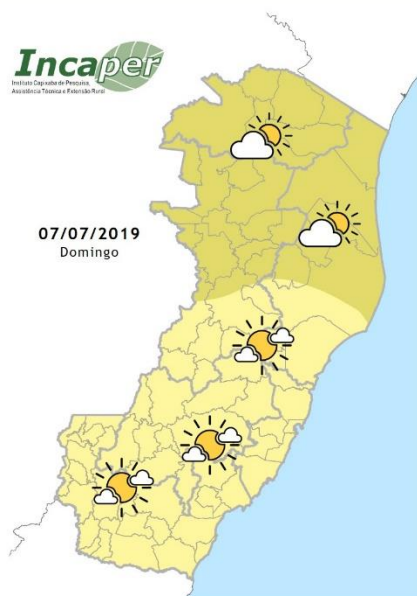 Incaper
Instituto Capixaba de Pesquisa,
Assistência Técnica e Extensão Rural
07/07/2019
Domingo